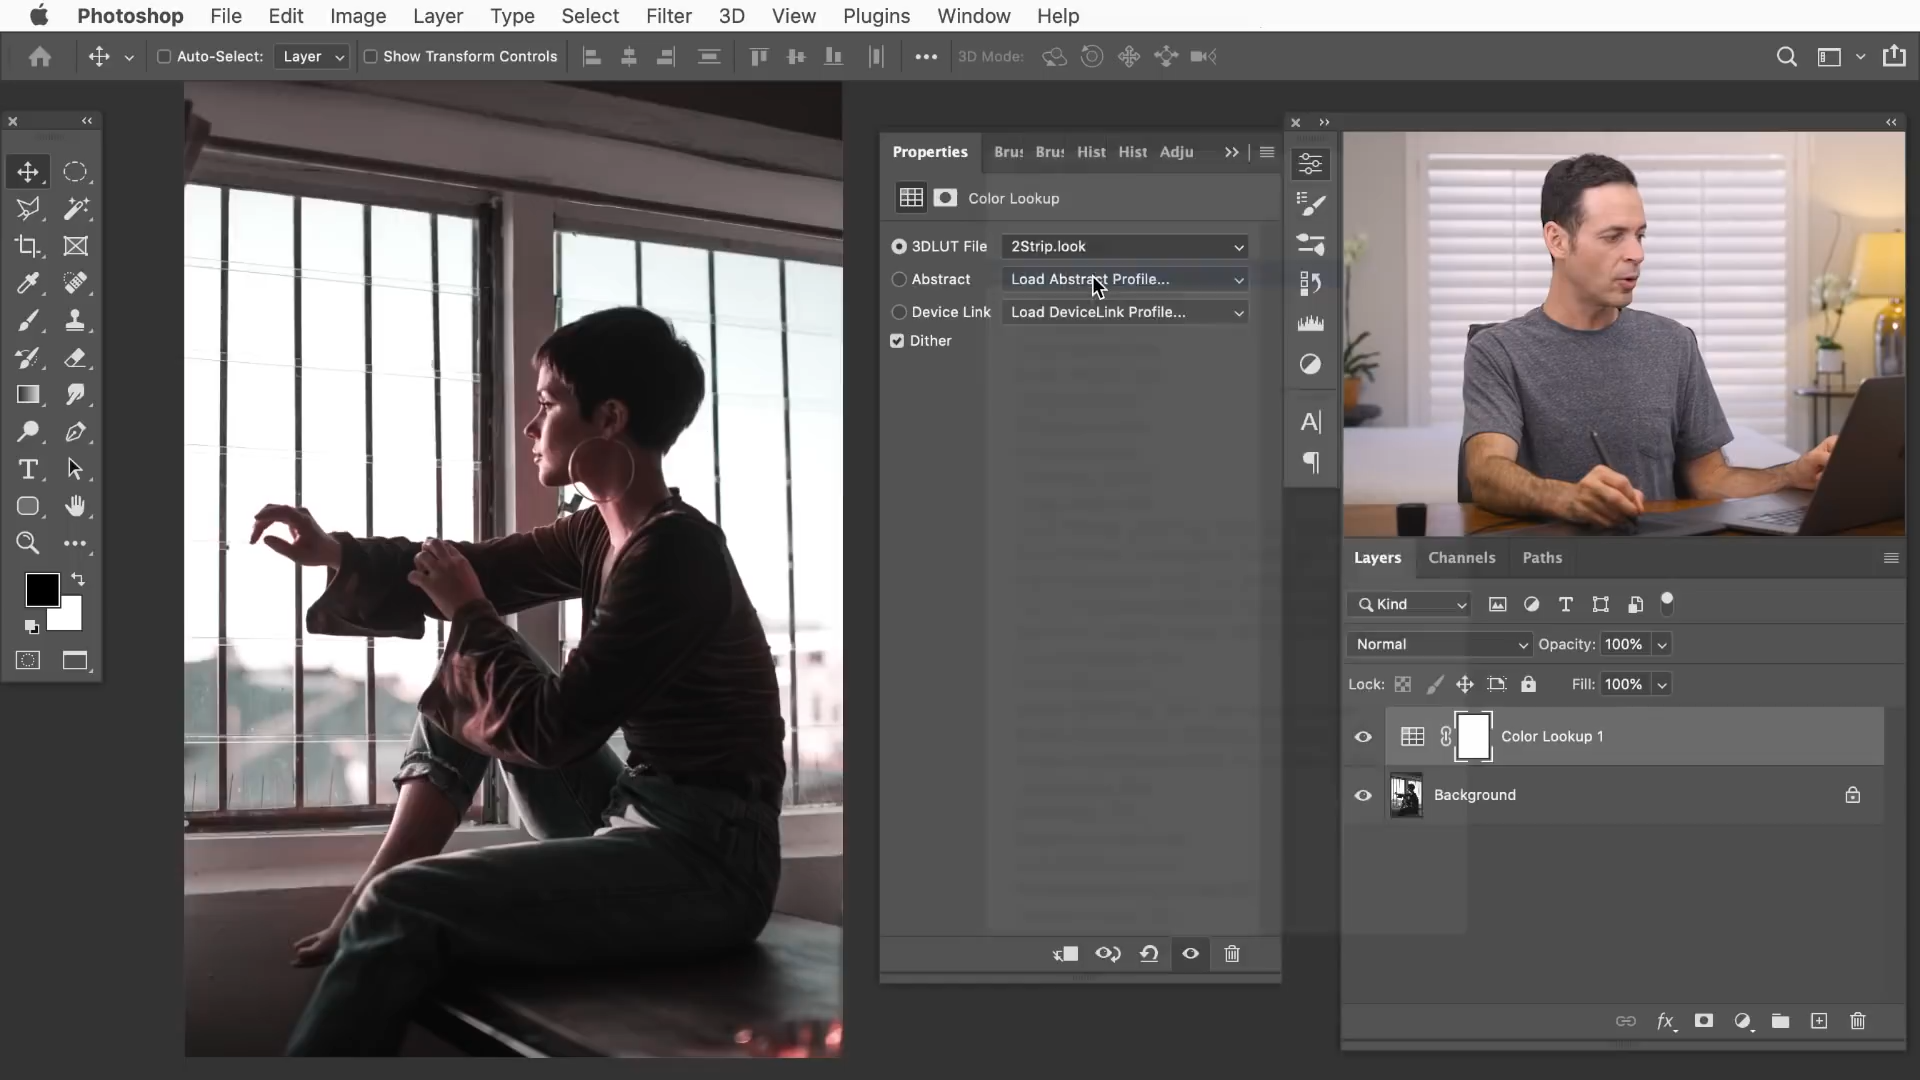 Photoshop File Edit Image Layer Type Select Filter 3D View Plugins Window Help
Auto-Select: Layer Show Transform Controls 3D Mode:
Properties Brus Brus Hist Hist Adju
Color Lookup
3DLUT File 2Strip.look
Abstract Load Abstract Profile...
Device Link Load DeviceLink Profile...
Dither
Layers Channels Paths
Kind
Normal Opacity: 100%
Lock: Fill: 100%
Color Lookup 1
Background